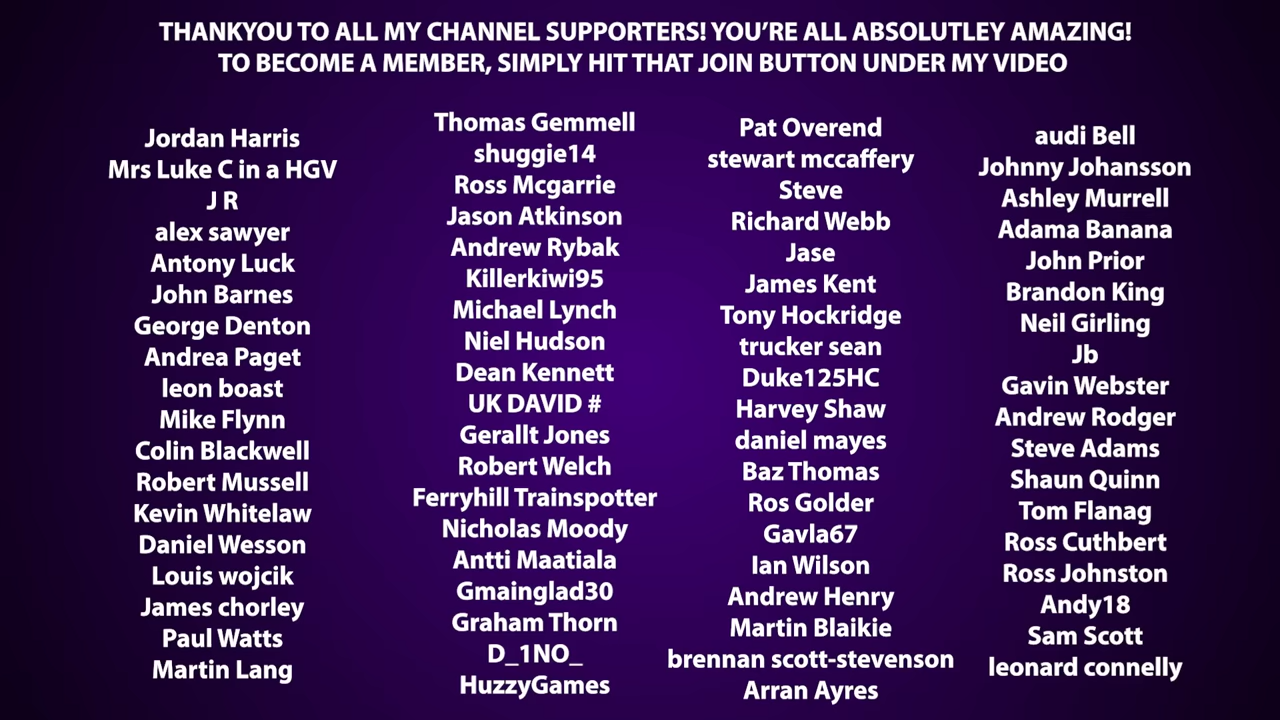 THANKYOU TO ALL MY CHANNEL SUPPORTERS! YOU'RE ALL ABSOLUTLEY AMAZING!
TO BECOME A MEMBER, SIMPLY HIT THAT JOIN BUTTON UNDER MY VIDEO
Jordan Harris
Mrs Luke C in a HGV
J R
alex sawyer
Antony Luck
John Barnes
George Denton
Andrea Paget
leon boast
Mike Flynn
Colin Blackwell
Robert Mussell
Kevin Whitelaw
Daniel Wesson
Louis wojcik
James chorley
Paul Watts
Martin Lang
Thomas Gemmell
shuggie14
Ross Mcgarrie
Jason Atkinson
Andrew Rybak
Killerkiwi95
Michael Lynch
Niel Hudson
Dean Kennett
UK DAVID #
Gerallt Jones
Robert Welch
Ferryhill Trainspotter
Nicholas Moody
Antti Maatiala
Gmainglad30
Graham Thorn
D_1NO_
HuzzyGames
Pat Overend
stewart mccaffery
Steve
Richard Webb
Jase
James Kent
Tony Hockridge
trucker sean
Duke125HC
Harvey Shaw
daniel mayes
Baz Thomas
Ros Golder
Gavla67
Ian Wilson
Andrew Henry
Martin Blaikie
brennan scott-stevenson
Arran Ayres
audi Bell
Johnny Johansson
Ashley Murrell
Adama Banana
John Prior
Brandon King
Neil Girling
Jb
Gavin Webster
Andrew Rodger
Steve Adams
Shaun Quinn
Tom Flanag
Ross Cuthbert
Ross Johnston
Andy18
Sam Scott
leonard connelly